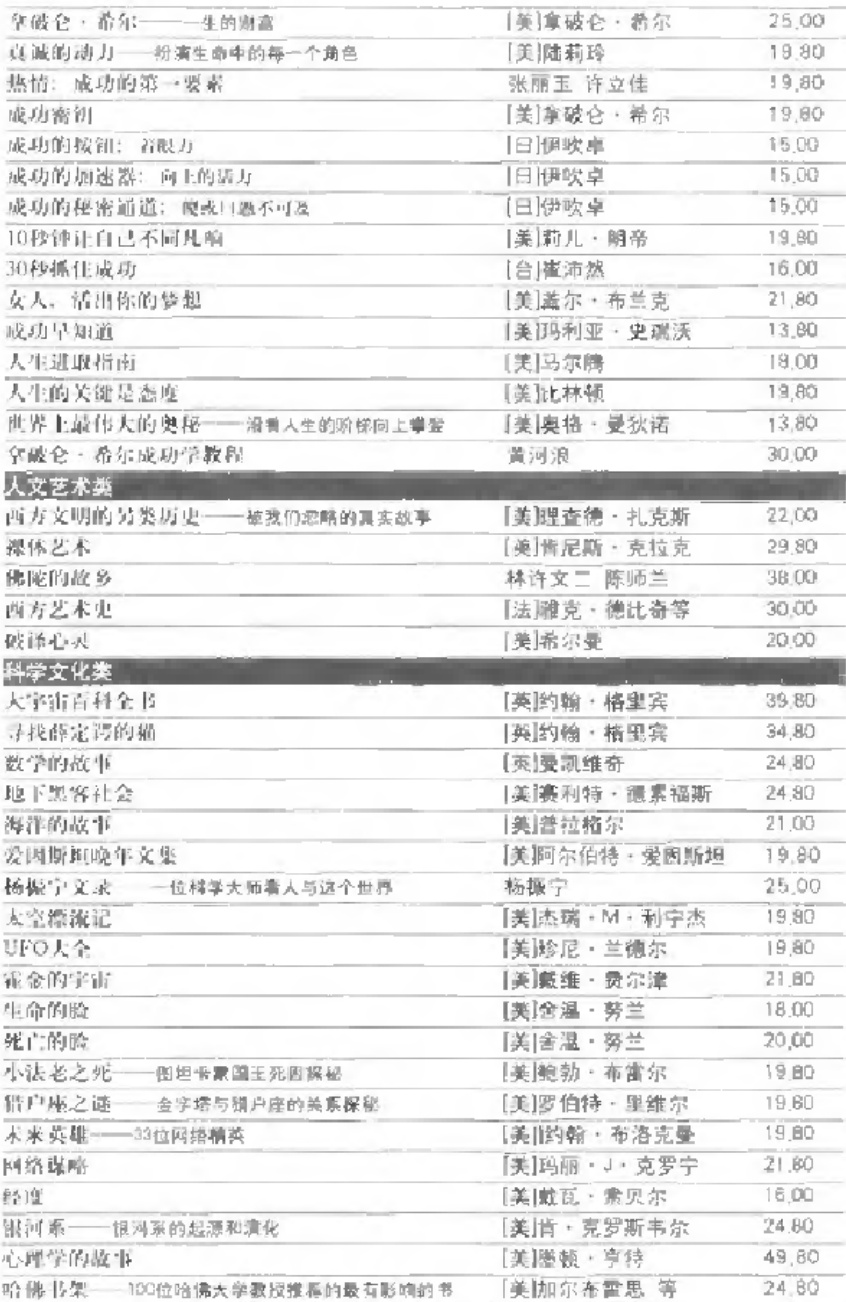 拿破仑·希尔——一生的财富 [美]拿破仑·希尔 25.00
真诚的动力——扮演生命中的每一个角色 [美]陆莉玲 19.80
热情：成功的第一要素 张丽玉 许立佳 19.80
成功密钥 [美]拿破仑·希尔 19.80
成功的按钮： [日]伊吹卓 15.00
成功的加速器：向上的活力 [日]伊吹卓 15.00
成功的秘密通道： [日]伊吹卓 15.00
10秒钟让自己不同凡响 [美]莉儿·朗帝 19.80
30秒抓住成功 [台]崔沛然 16.00
女人，活出你的梦想 [美]盖尔·布兰克 21.80
成功早知道 [美]玛利亚·史瑞沃 13.80
人生进取指南 [美]马尔腾 18.00
人生的关键是态度 [美]比林顿 19.80
世界上最伟大的奥秘——沿着人生的阶梯向上攀登 [美]奥格·曼狄诺 13.80
拿破仑·希尔成功学教程 黄河浪 30.00
人文艺术类
西方文明的另类历史——被我们忽略的真实故事 [美]理查德·扎克斯 22.00
裸体艺术 [英]肯尼斯·克拉克 29.80
佛陀的故乡 林许文二 陈师兰 38.00
西方艺术史 [法]雅克·德比奇等 30.00
破译心灵 [美]希尔曼 20.00
科学文化类
大宇宙百科全书 [英]约翰·格里宾 39.80
寻找薛定谔的猫 [英]约翰·格里宾 34.80
数学的故事 [英]曼凯维奇 24.80
地下黑客社会 [美]赛利特·德累福斯 24.80
海洋的故事 [美]普拉格尔 21.00
爱因斯坦晚年文集 [美]阿尔伯特·爱因斯坦 19.80
杨振宁文录——一位科学大师看人与这个世界 杨振宁 25.00
太空漂流记 [美]杰瑞·M·利宁杰 19.80
UFO大全 [美]珍尼·兰德尔 19.80
霍金的宇宙 [美]戴维·费尔津 21.80
生命的脸 [美]舍温·努兰 18.00
死亡的脸 [美]舍温·努兰 20.00
小法老之死——图坦卡蒙国王死因探秘 [美]鲍勃·布雷尔 19.80
猎户座之谜——金字塔与猎户座的关系探秘 [美]罗伯特·里维尔 19.80
未来英雄——33位网络精英 [美]约翰·布洛克曼 19.80
网络谋略 [美]玛丽·J·克罗宁 21.80
经度 [美]戴瓦·索贝尔 16.00
银河系——银河系的起源和演化 [美]肯·克罗斯韦尔 24.80
心理学的故事 [美]墨顿·亨特 49.80
哈佛书架——100位哈佛大学教授推荐的最有影响的书 [美]加尔布雷思 等 24.80